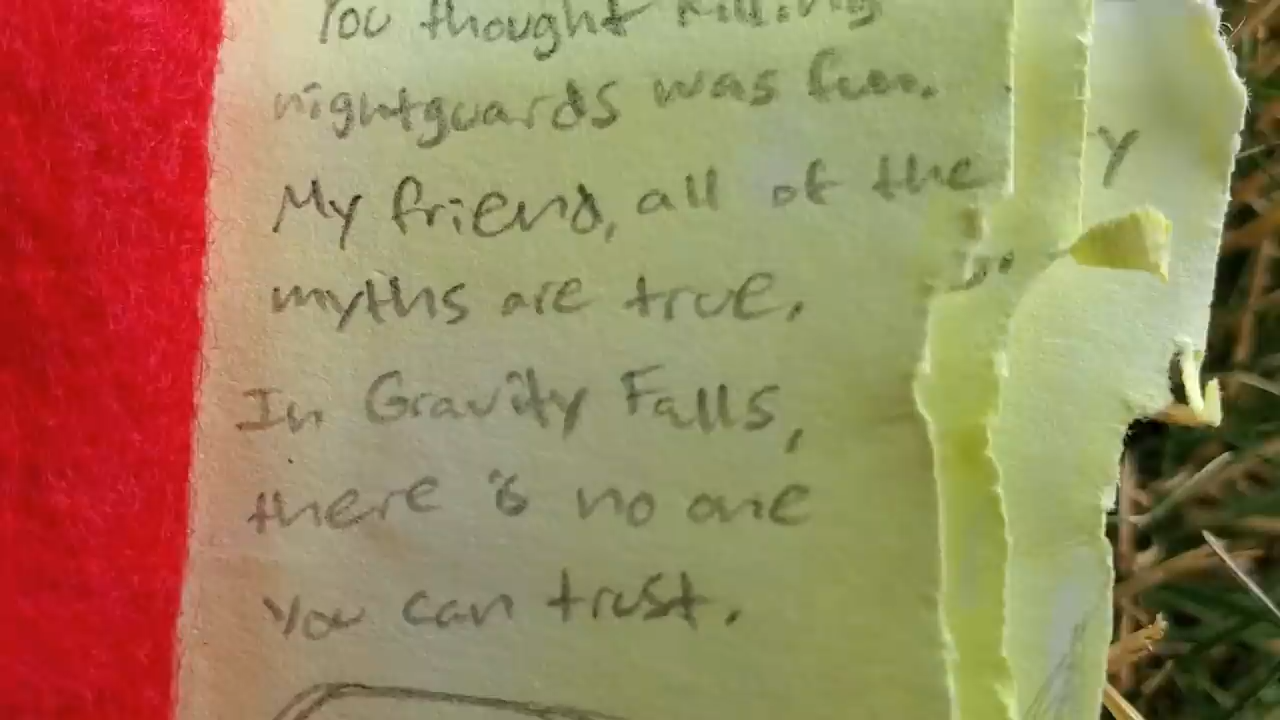 You thought killing
nightguards was fun.
My friend, all of the
myths are true.
In Gravity Falls,
there is no one
you can trust.
y